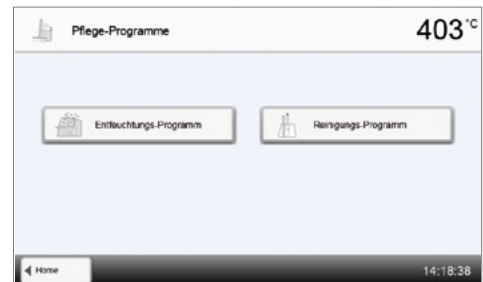 Pflege-Programme
403°C
Entfeuchtungs-Programm
Reinigungs-Programm
Home
14:18:38